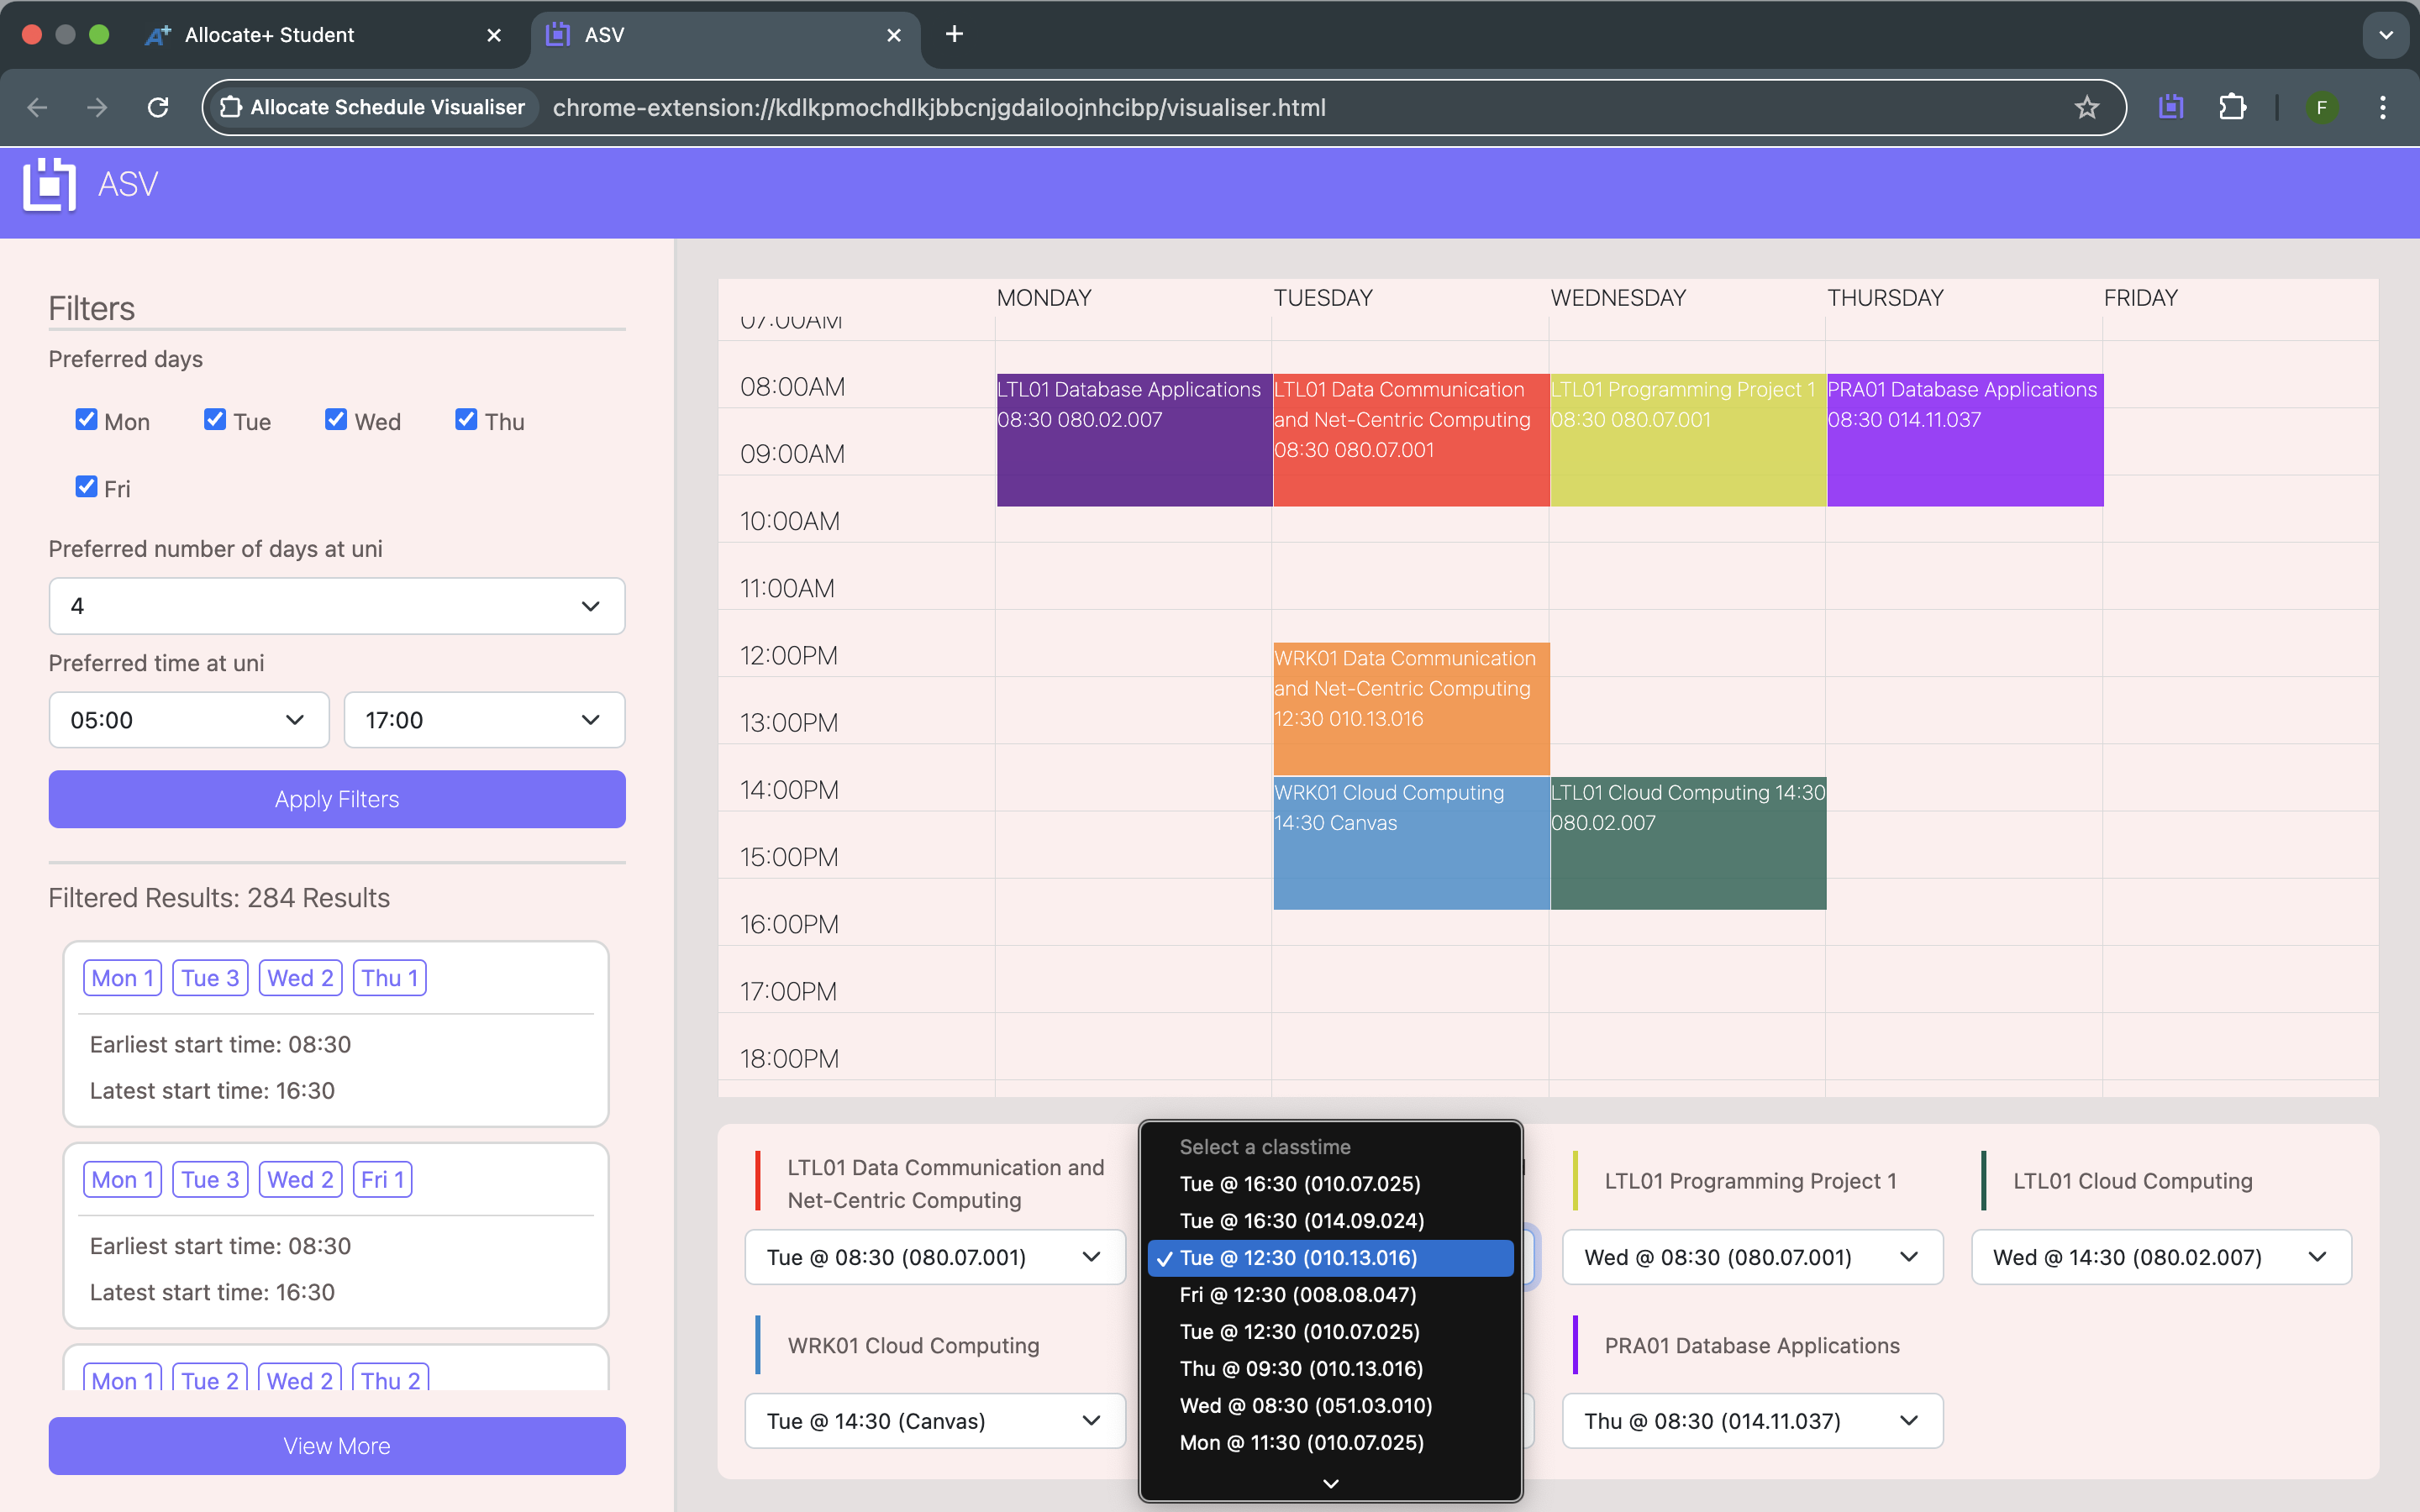 Allocate+ Student
ASV
Allocate Schedule Visualiser
chrome-extension://kdlkpmochdlkjbbcnjgdailoojnhcibp/visualiser.html
F
ASV
Filters
Preferred days
Mon Tue Wed Thu
Fri
Preferred number of days at uni
4
Preferred time at uni
05:00 17:00
Apply Filters
Filtered Results: 284 Results
Mon 1 Tue 3 Wed 2 Thu 1
Earliest start time: 08:30
Latest start time: 16:30
Mon 1 Tue 3 Wed 2 Fri 1
Earliest start time: 08:30
Latest start time: 16:30
Mon 1 Tue 2 Wed 2 Thu 2
View More
MONDAY TUESDAY WEDNESDAY THURSDAY FRIDAY
07:00AM
08:00AM
09:00AM
10:00AM
11:00AM
12:00PM
13:00PM
14:00PM
15:00PM
16:00PM
17:00PM
18:00PM
LTL01 Database Applications
08:30 080.02.007
LTL01 Data Communication
and Net-Centric Computing
08:30 080.07.001
LTL01 Programming Project 1
08:30 080.07.001
PRA01 Database Applications
08:30 014.11.037
WRK01 Data Communication
and Net-Centric Computing
12:30 010.13.016
WRK01 Cloud Computing
14:30 Canvas
LTL01 Cloud Computing 14:30
080.02.007
LTL01 Data Communication and
Net-Centric Computing
Tue @ 08:30 (080.07.001)
Select a classtime
Tue @ 16:30 (010.07.025)
Tue @ 16:30 (014.09.024)
Tue @ 12:30 (010.13.016)
Fri @ 12:30 (008.08.047)
Tue @ 12:30 (010.07.025)
Thu @ 09:30 (010.13.016)
Wed @ 08:30 (051.03.010)
Mon @ 11:30 (010.07.025)
LTL01 Programming Project 1
Wed @ 08:30 (080.07.001)
LTL01 Cloud Computing
Wed @ 14:30 (080.02.007)
WRK01 Cloud Computing
Tue @ 14:30 (Canvas)
PRA01 Database Applications
Thu @ 08:30 (014.11.037)